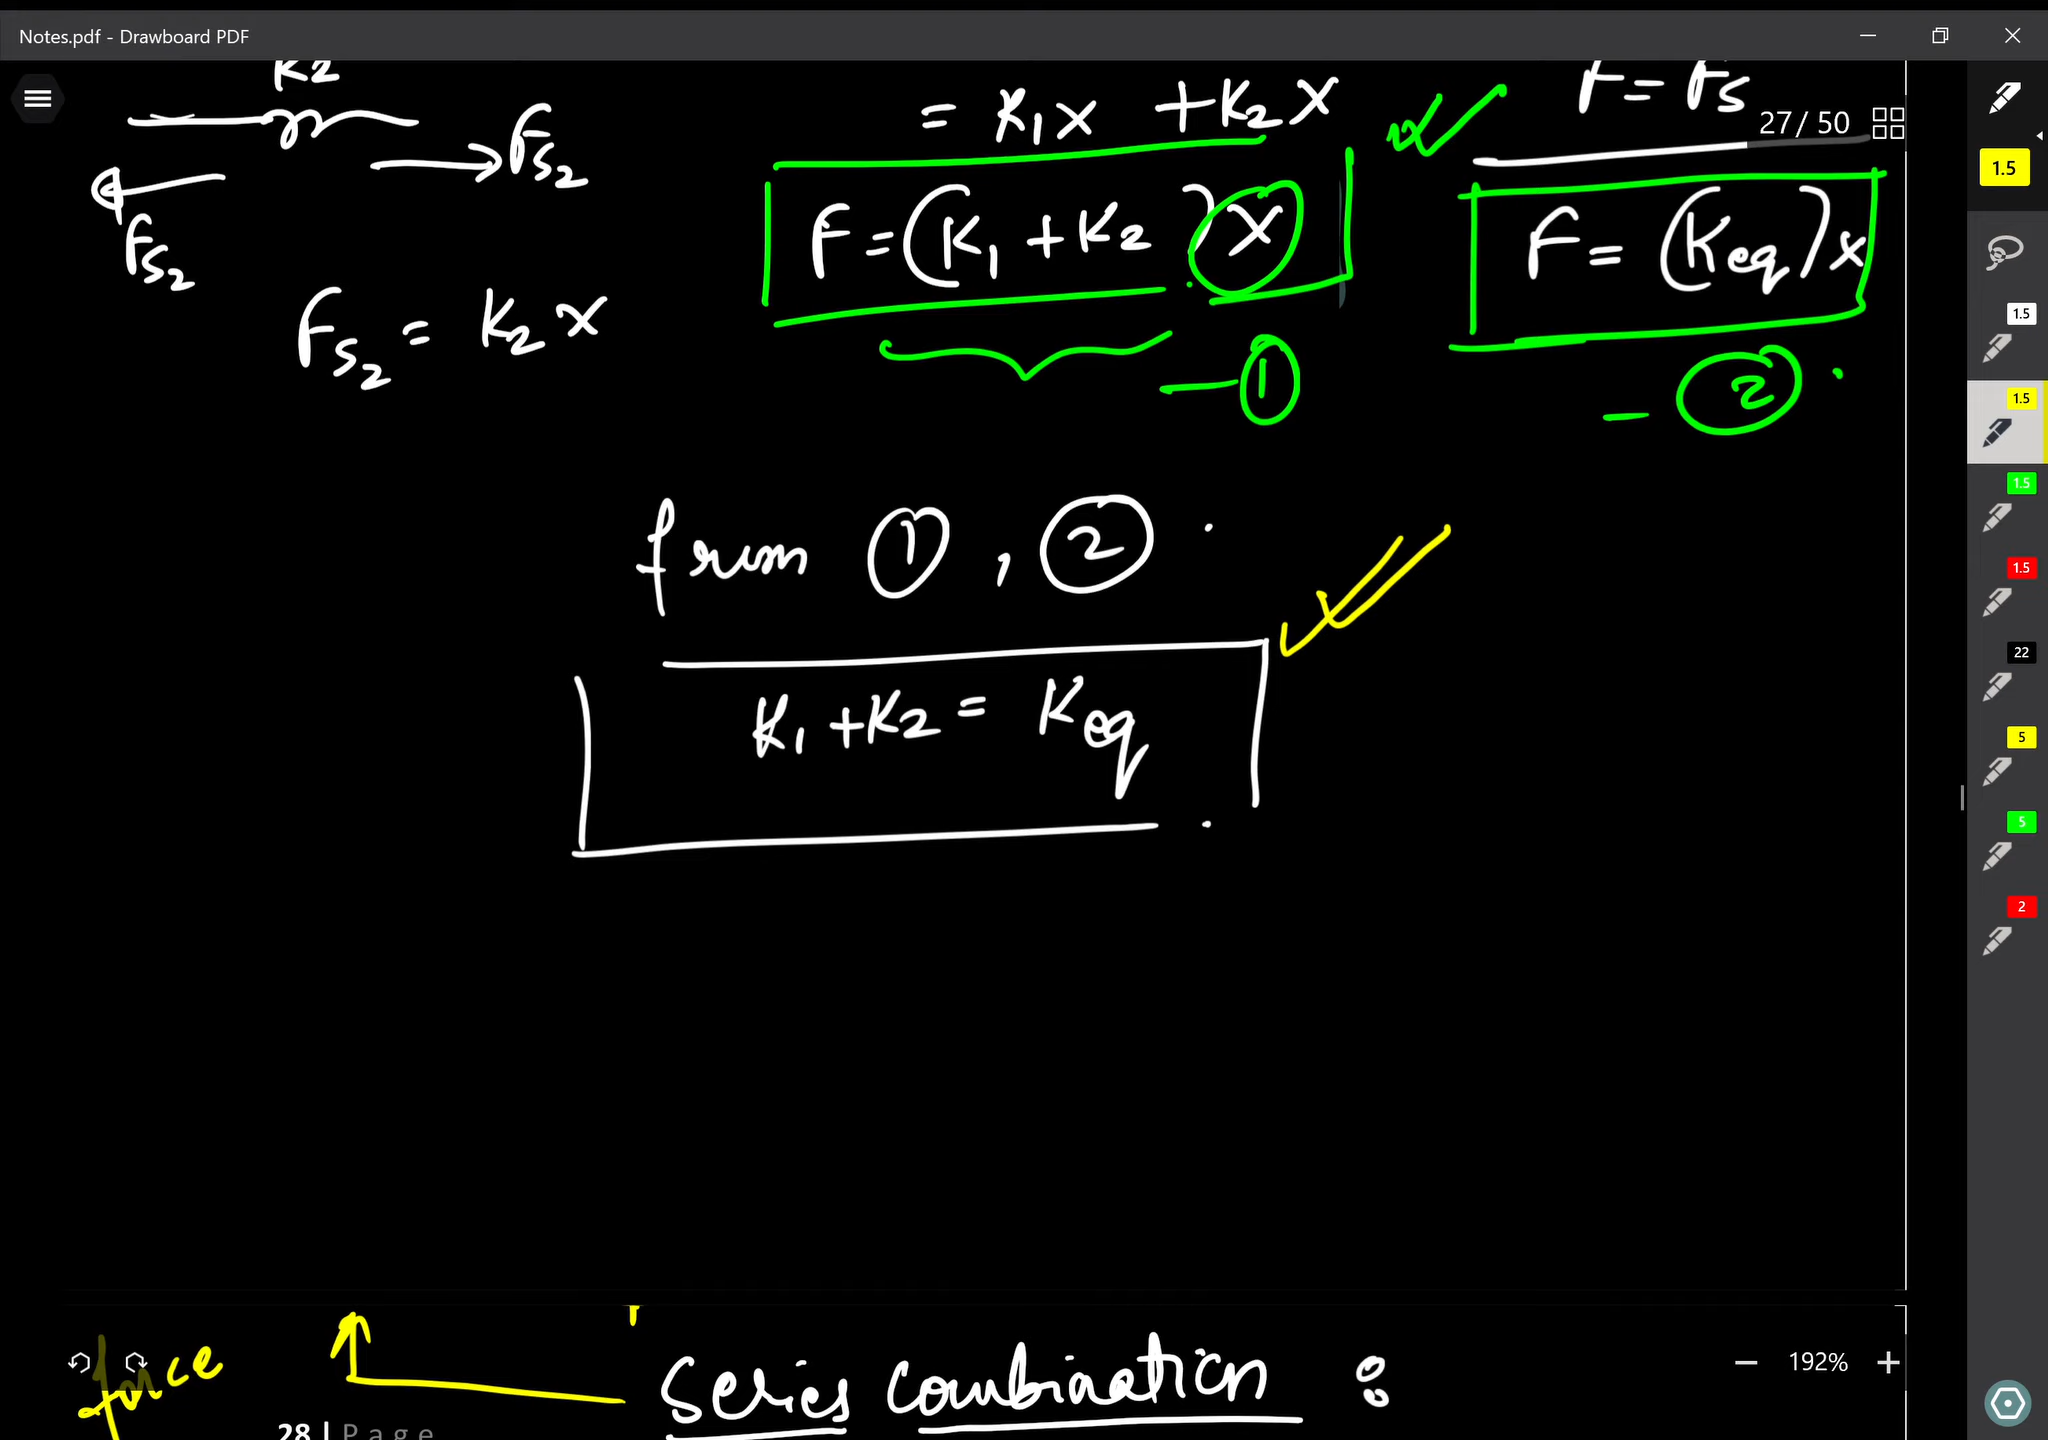 Notes.pdf - Drawboard PDF
K2
= K₁x + K₂x
F = Fs
27/ 50
Fs₂
1.5
F = (K₁ + K₂)x
F = (Keq)x
Fs₂
Fs₂ = K₂x
1.5
- ①
- ②
1.5
1.5
from ①, ②.
1.5
22
K₁ + K₂ = Keq
5
5
2
force
192%
Series combination :
28 | Page